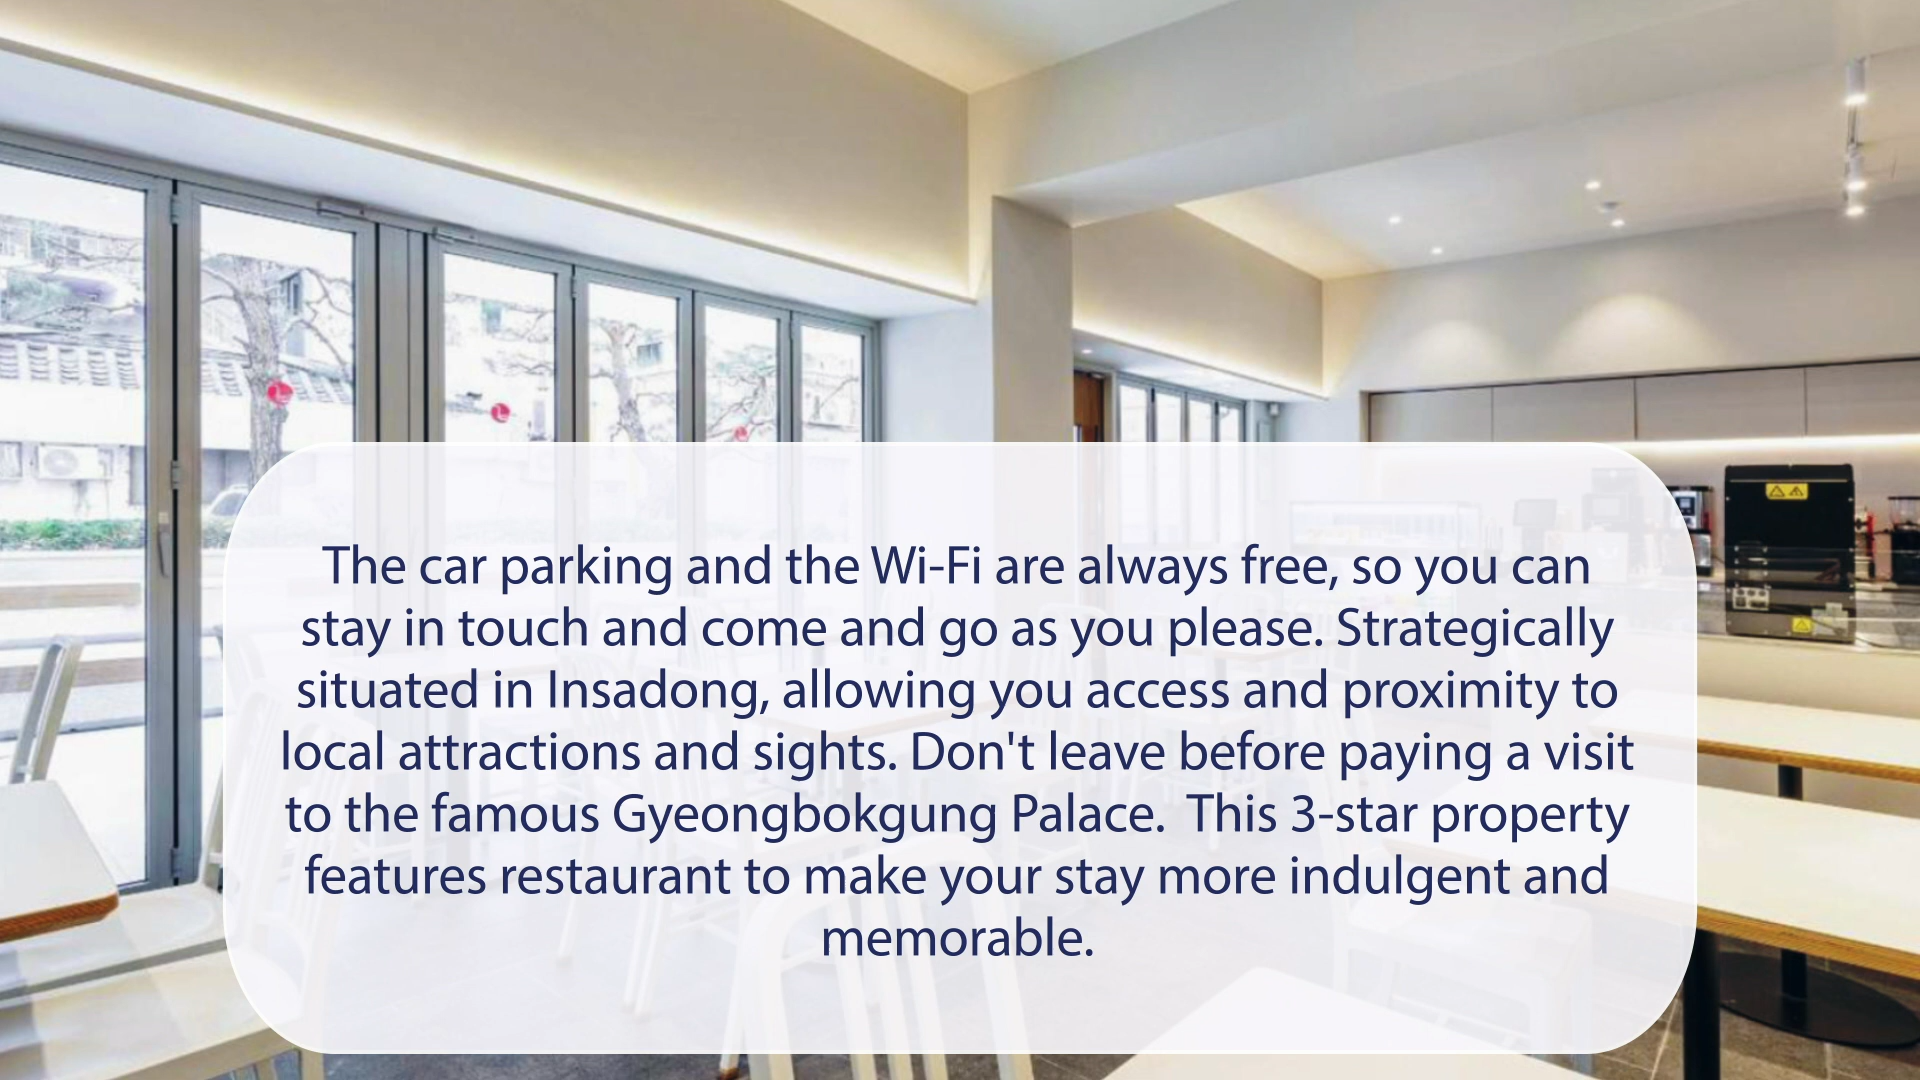 The car parking and the Wi-Fi are always free, so you can
stay in touch and come and go as you please. Strategically
situated in Insadong, allowing you access and proximity to
local attractions and sights. Don't leave before paying a visit
to the famous Gyeongbokgung Palace.  This 3-star property
features restaurant to make your stay more indulgent and
memorable.